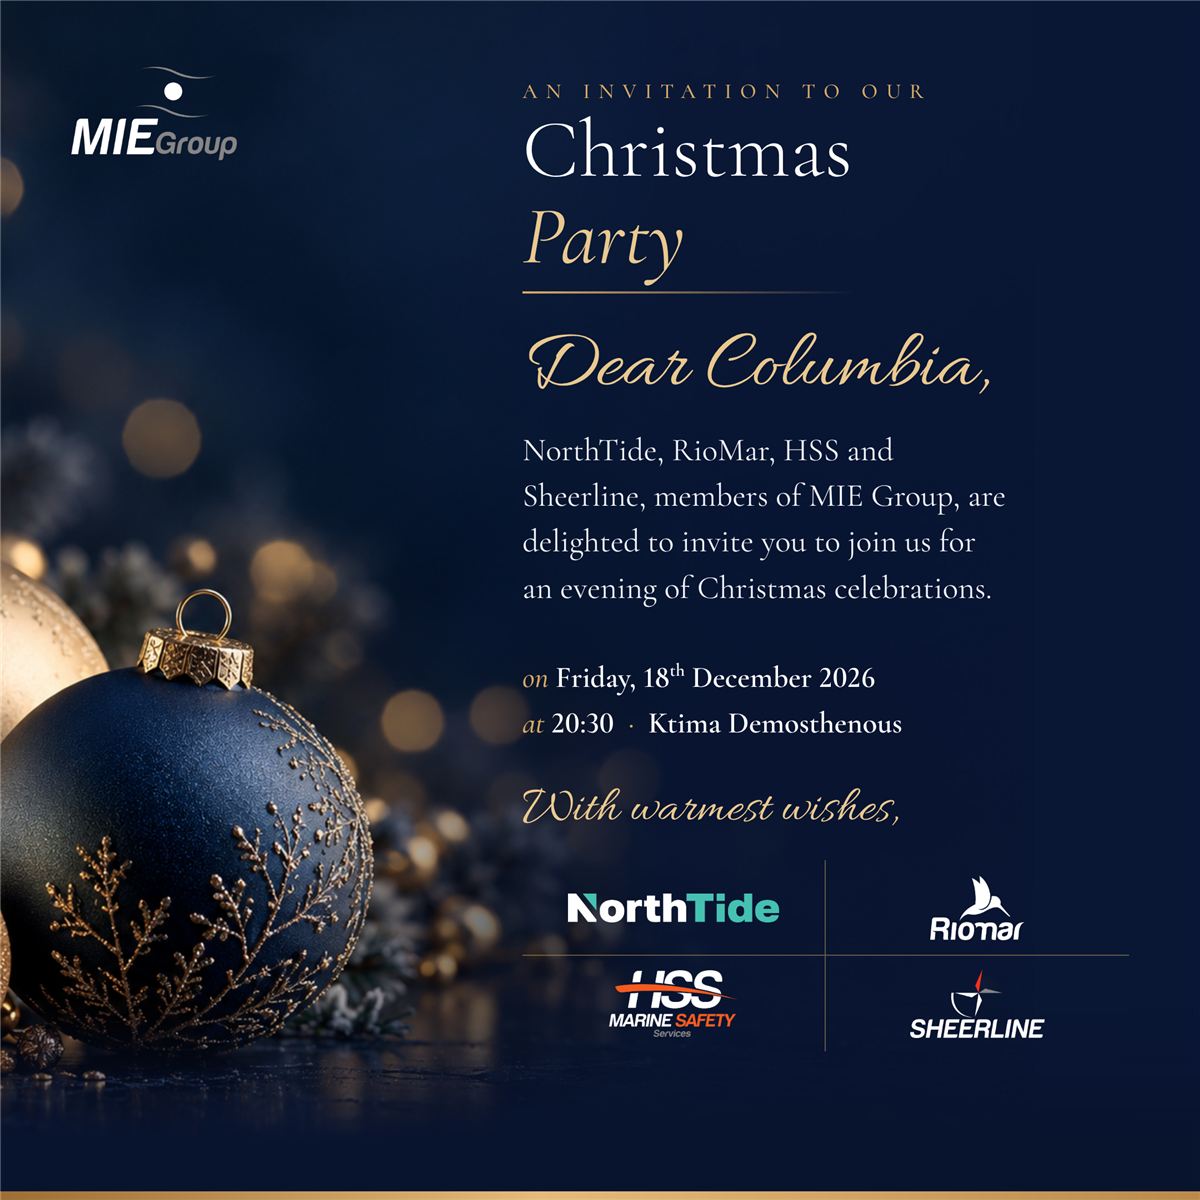 MIE Group
AN INVITATION TO OUR
Christmas
Party
Dear Columbia,
NorthTide, RioMar, HSS and
Sheerline, members of MIE Group, are
delighted to invite you to join us for
an evening of Christmas celebrations.
on Friday, 18th December 2026
at 20:30 · Ktima Demosthenous
With warmest wishes,
NorthTide
Riomar
HSS
MARINE SAFETY
Services
SHEERLINE